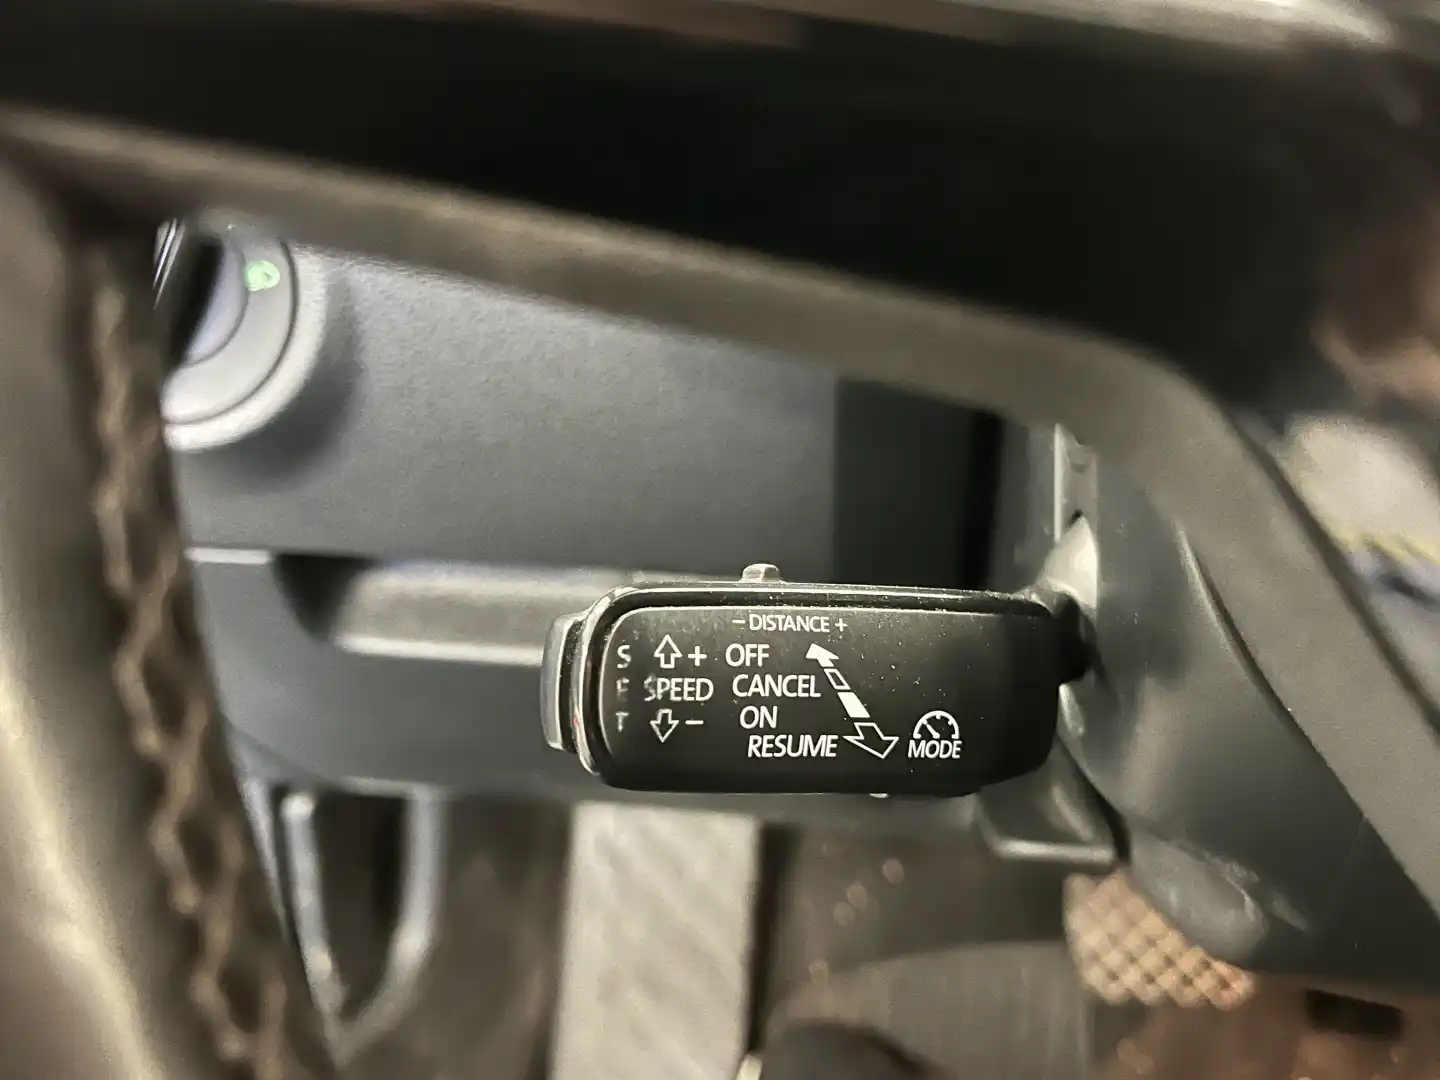 - DISTANCE +
S + OFF
E SPEED CANCEL
T - ON
RESUME MODE